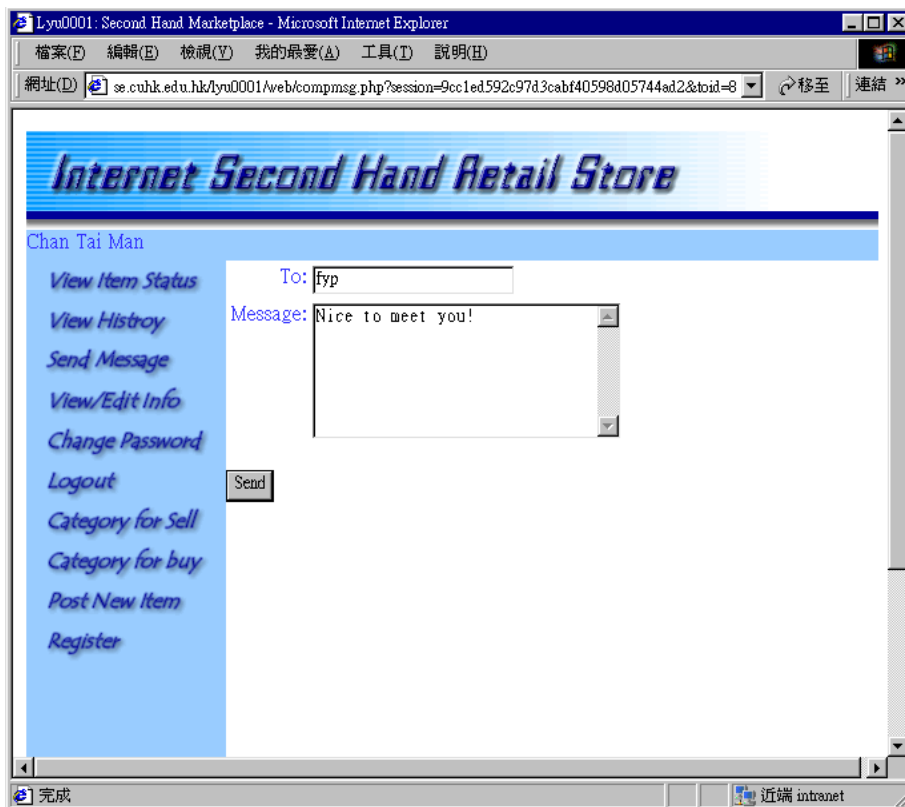 Lyu0001: Second Hand Marketplace - Microsoft Internet Explorer
檔案(F) 編輯(E) 檢視(V) 我的最愛(A) 工具(T) 說明(H)
網址(D) se.cuhk.edu.hk/lyu0001/web/compmsg.php?session=9cc1ed592c97d3cabf40598d05744ad2&toid=8 移至 連結 »
Internet Second Hand Retail Store
Chan Tai Man
View Item Status
To: fyp
View Histroy
Message: Nice to meet you!
Send Message
View/Edit Info
Change Password
Logout
Send
Category for Sell
Category for buy
Post New Item
Register
完成 近端 intranet